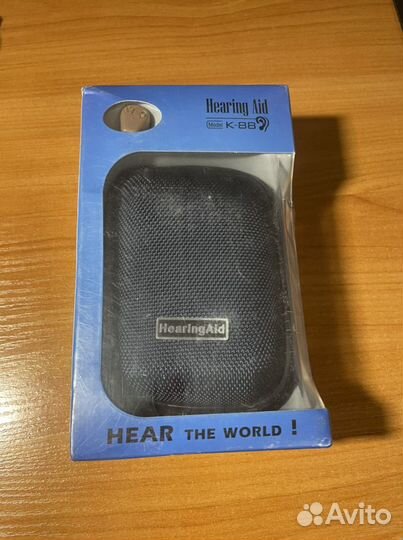 Hearing Aid
Model K-88
HearingAid
HEAR THE WORLD !
Avito